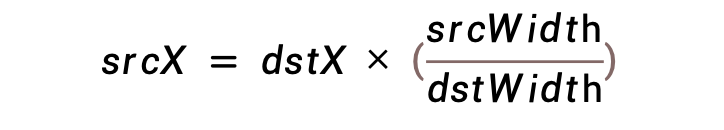 srcX = dstX × (srcWidth/dstWidth)